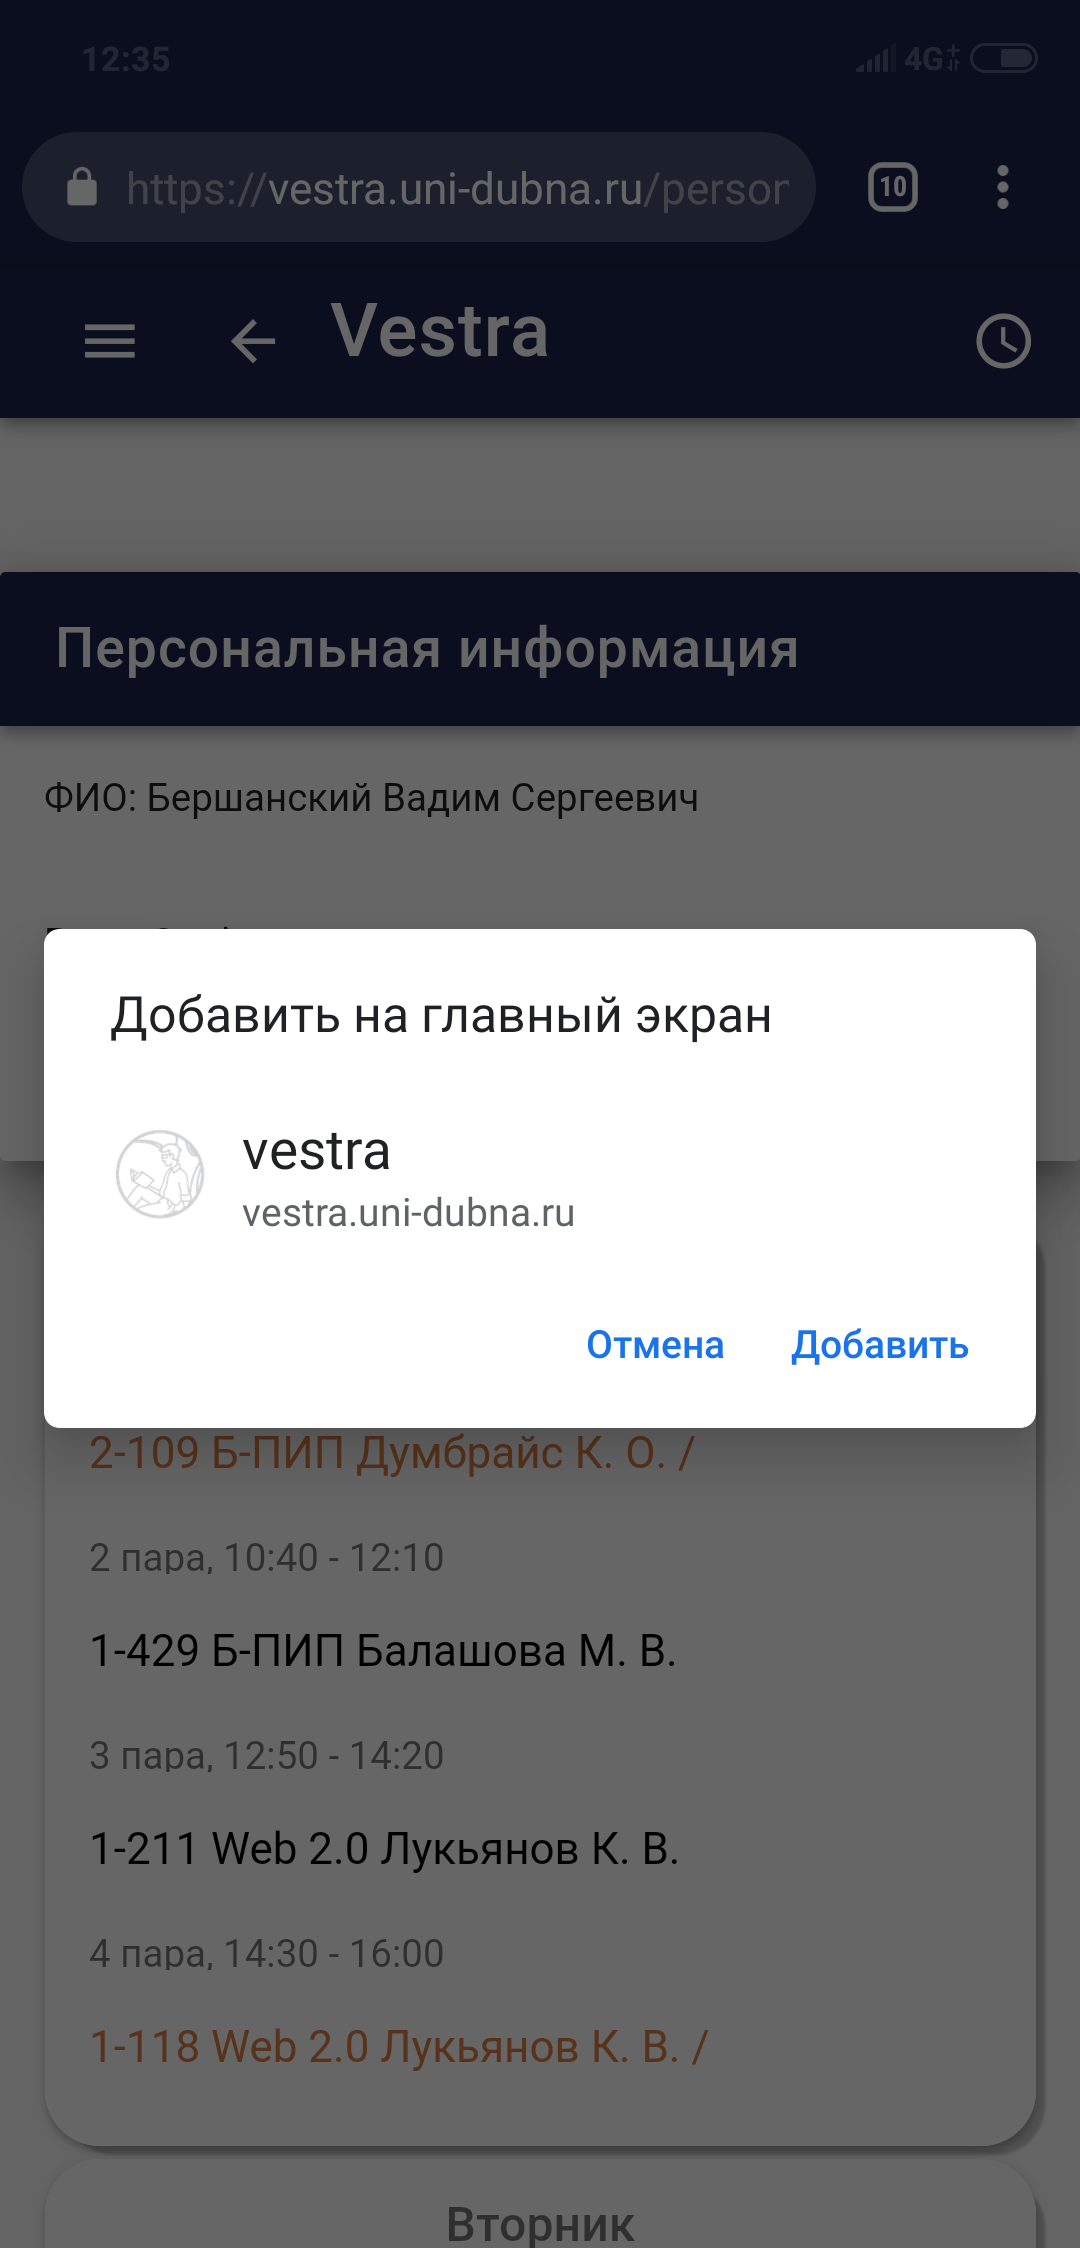 12:35
4G+
https://vestra.uni-dubna.ru/person
10
Vestra
Персональная информация
ФИО: Бершанский Вадим Сергеевич
Добавить на главный экран
vestra
vestra.uni-dubna.ru
Отмена
Добавить
2-109 Б-ПИП Думбрайс К. О. /
2 пара, 10:40 - 12:10
1-429 Б-ПИП Балашова М. В.
3 пара, 12:50 - 14:20
1-211 Web 2.0 Лукьянов К. В.
4 пара, 14:30 - 16:00
1-118 Web 2.0 Лукьянов К. В. /
Вторник